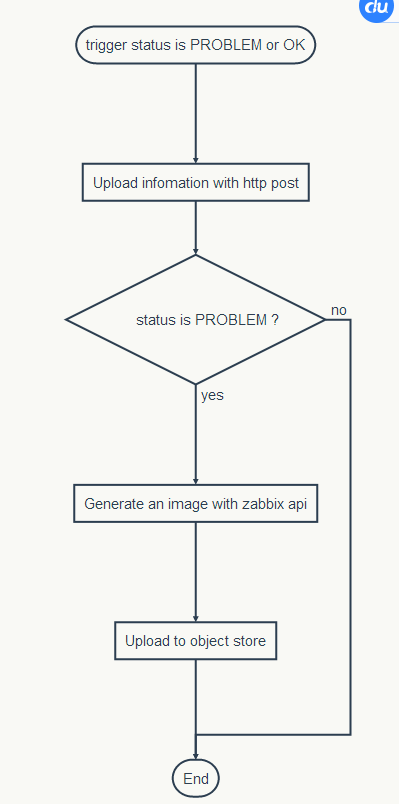 du
trigger status is PROBLEM or OK
Upload infomation with http post
status is PROBLEM ?
no
yes
Generate an image with zabbix api
Upload to object store
End